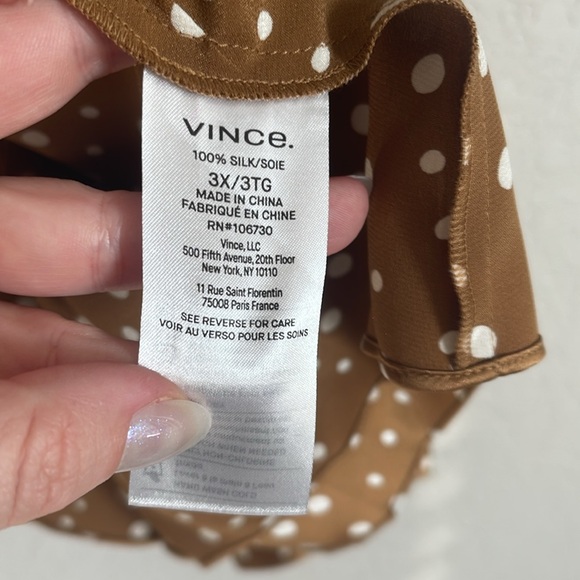 VINCE.
100% SILK/SOIE
3X/3TG
MADE IN CHINA
FABRIQUÉ EN CHINE
RN#106730
Vince, LLC
500 Fifth Avenue, 20th Floor
New York, NY 10110
11 Rue Saint Florentin
75008 Paris France
SEE REVERSE FOR CARE
VOIR AU VERSO POUR LES SOINS